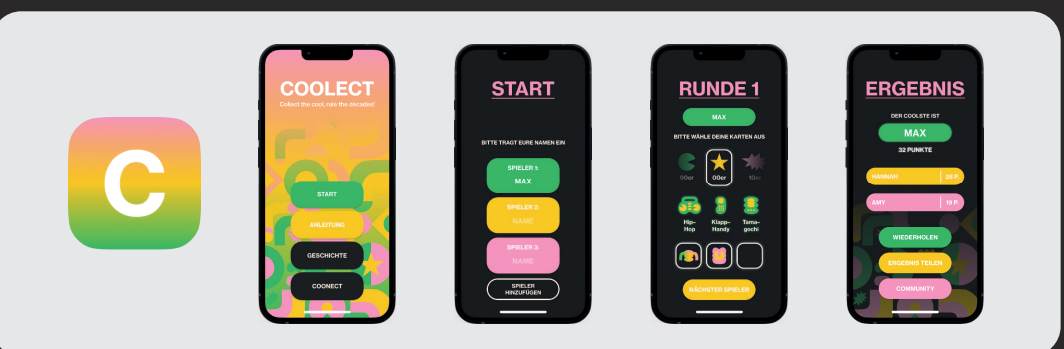 C
COOLECT
Collect the cool, rule the decades!
START
ANLEITUNG
GESCHICHTE
COONECT
START
BITTE TRAGT EURE NAMEN EIN
SPIELER 1:
MAX
SPIELER 2:
NAME
SPIELER 3:
NAME
SPIELER
HINZUFÜGEN
RUNDE 1
MAX
BITTE WÄHLE DEINE KARTEN AUS
90er
00er
10er
Hip-
Hop
Klapp-
Handy
Tama-
gochi
NÄCHSTER SPIELER
ERGEBNIS
DER COOLSTE IST
MAX
32 PUNKTE
HANNAH
AMY
WIEDERHOLEN
ERGEBNIS TEILEN
COMMUNITY